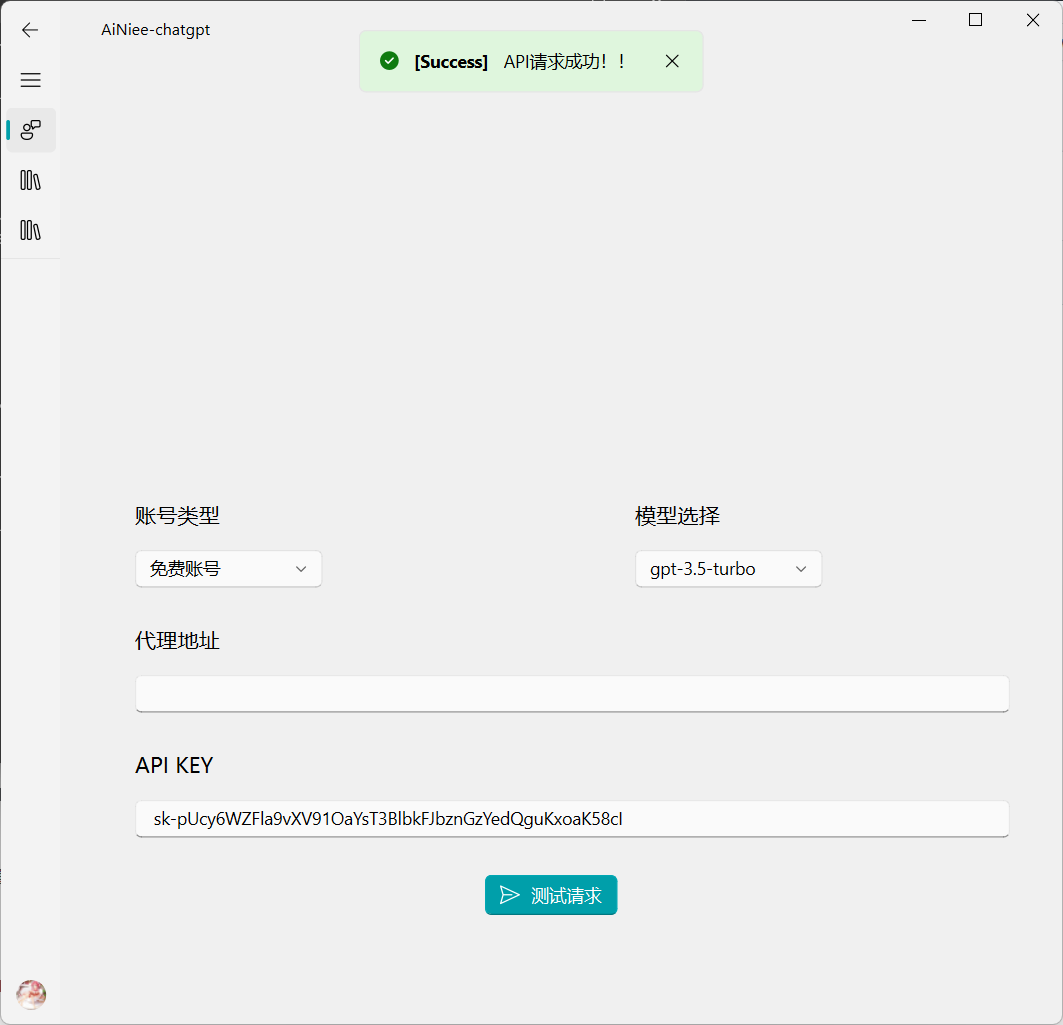 AiNiee-chatgpt
[Success] API请求成功！！
账号类型
模型选择
免费账号
gpt-3.5-turbo
代理地址
API KEY
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
测试请求